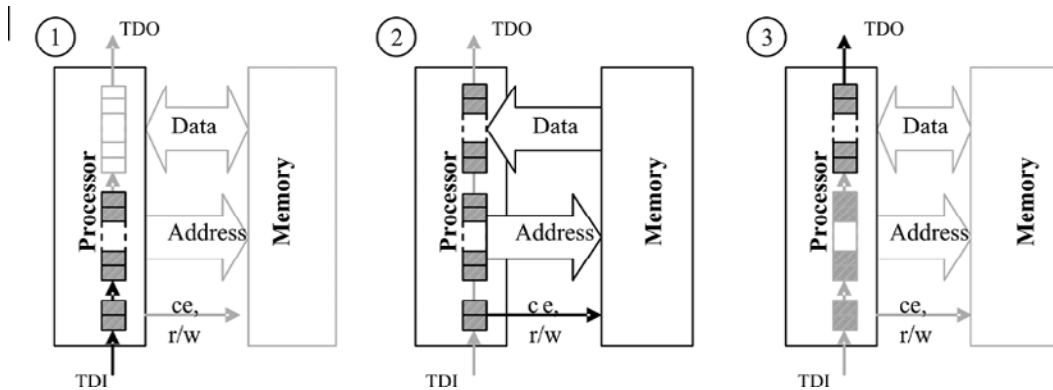 1
TDO
Data
Processor
Memory
Address
ce,
r/w
TDI
2
TDO
Data
Processor
Memory
Address
c e,
r/w
TDI
3
TDO
Data
Processor
Memory
Address
ce,
r/w
TDI